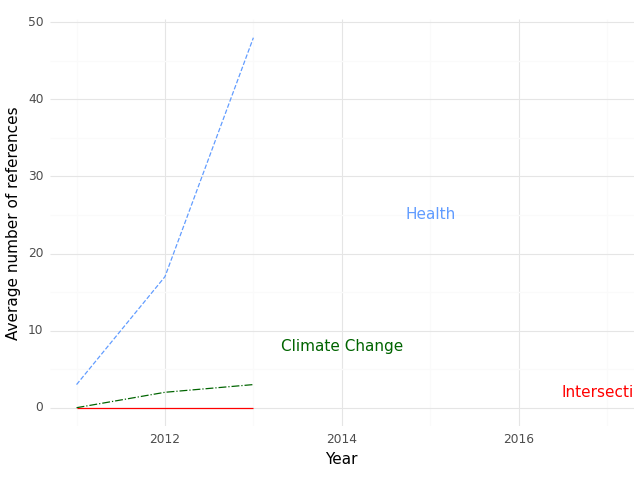 50
40
30
20
10
0
Average number of references
Health
Climate Change
Intersecti
2012
2014
2016
Year